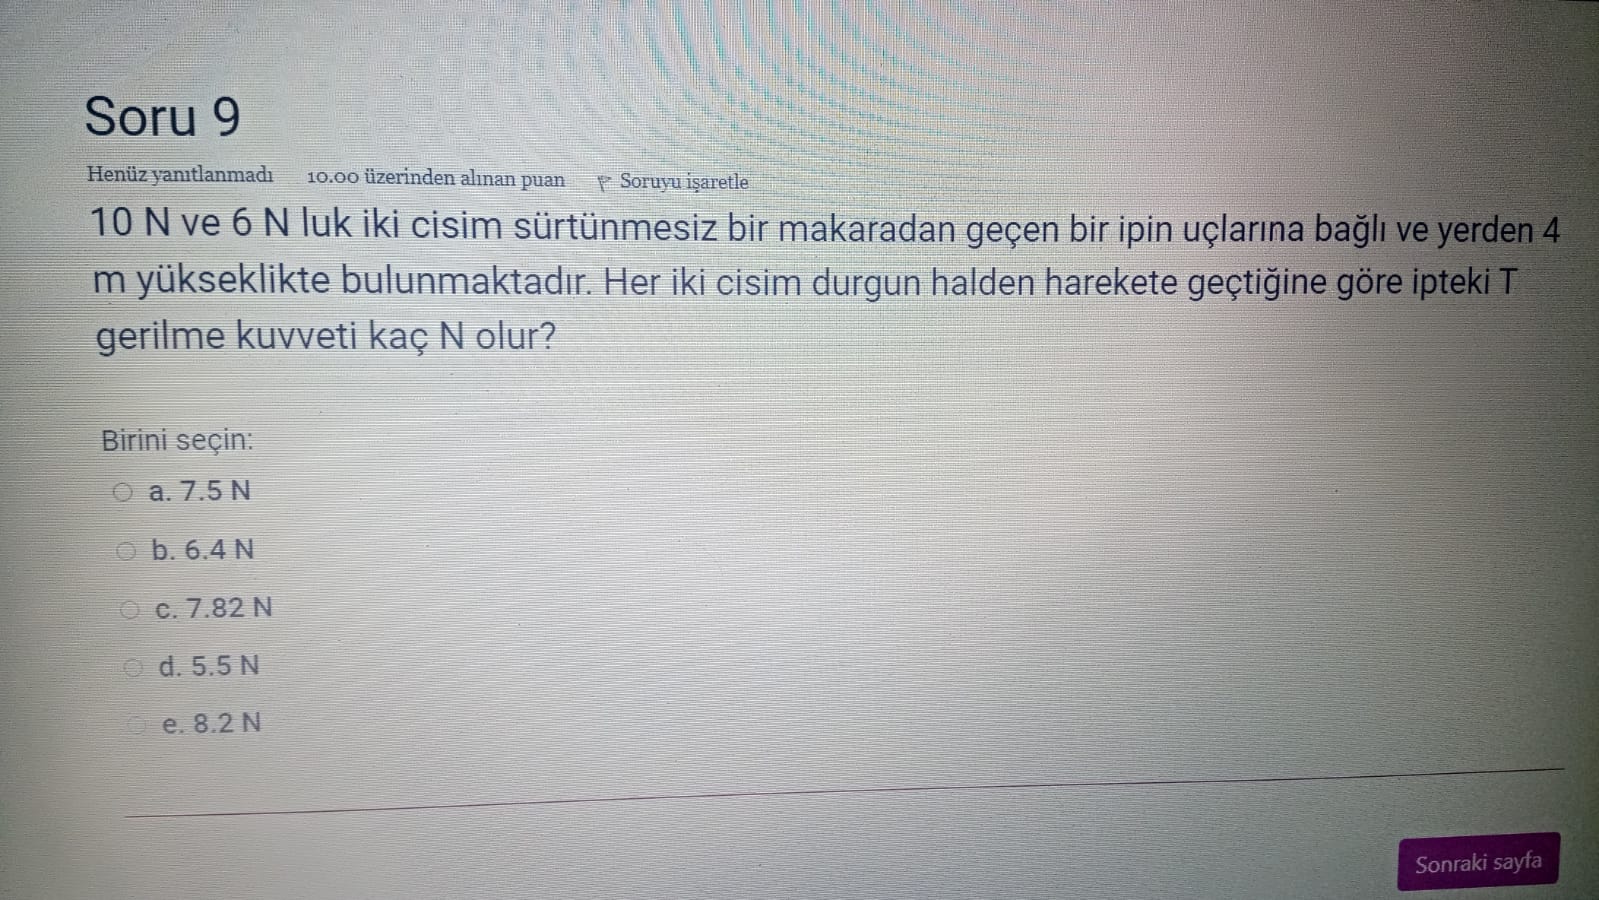 Soru 9
Henüz yanıtlanmadı 10.00 üzerinden alınan puan Soruyu işaretle
10 N ve 6 N luk iki cisim sürtünmesiz bir makaradan geçen bir ipin uçlarına bağlı ve yerden 4
m yükseklikte bulunmaktadır. Her iki cisim durgun halden harekete geçtiğine göre ipteki T
gerilme kuvveti kaç N olur?
Birini seçin:
a. 7.5 N
b. 6.4 N
c. 7.82 N
d. 5.5 N
e. 8.2 N
Sonraki sayfa